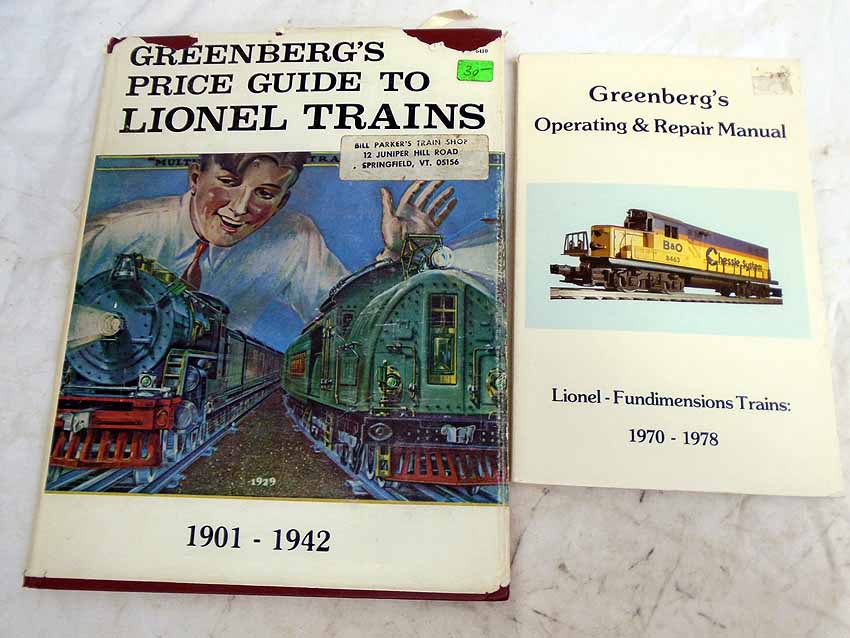 GREENBERG'S
PRICE GUIDE TO
LIONEL TRAINS
30-
BILL PARKER'S TRAIN SHOP
12 JUNIPER HILL ROAD
SPRINGFIELD, VT. 05156
1929
1901 - 1942
Greenberg's
Operating & Repair Manual
B&O
8463
Chessie System
Lionel - Fundimensions Trains:
1970 - 1978